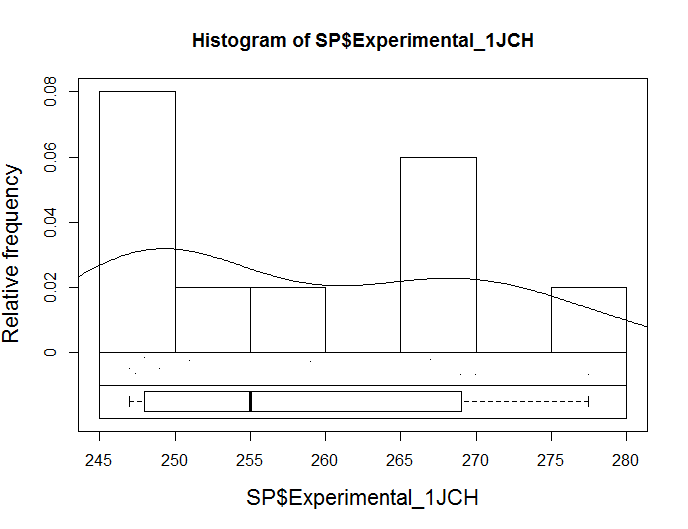 Histogram of SP$Experimental_1JCH
Relative frequency
0.08
0.06
0.04
0.02
0
245 250 255 260 265 270 275 280
SP$Experimental_1JCH